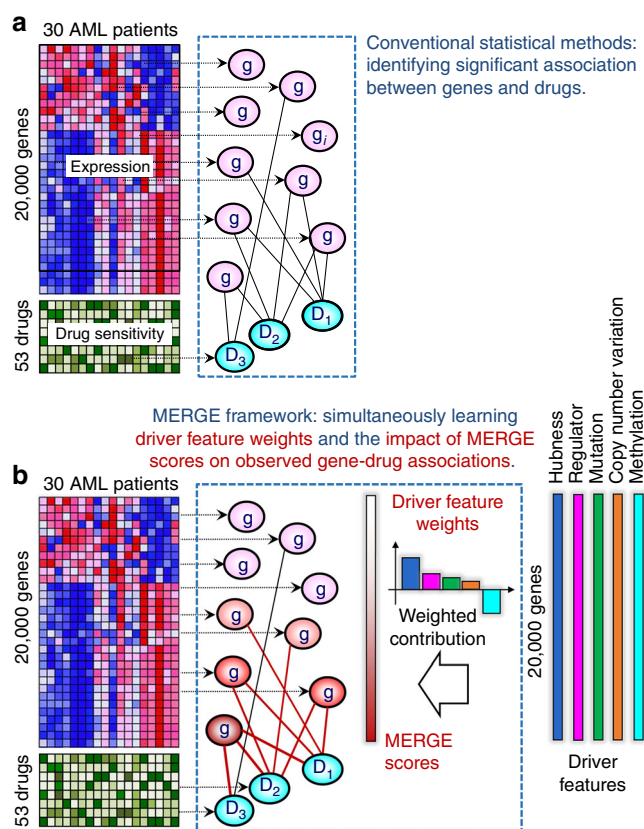 a
30 AML patients
20,000 genes
Expression
53 drugs
Drug sensitivity
g
g
g
gi
g
g
g
g
g
D1
D2
D3
Conventional statistical methods:
identifying significant association
between genes and drugs.
MERGE framework: simultaneously learning
driver feature weights and the impact of MERGE
scores on observed gene-drug associations.
b
30 AML patients
20,000 genes
53 drugs
g
g
g
g
g
g
g
g
g
D1
D2
D3
Driver feature
weights
Weighted
contribution
MERGE
scores
Hubness
Regulator
Mutation
Copy number variation
Methylation
20,000 genes
Driver
features